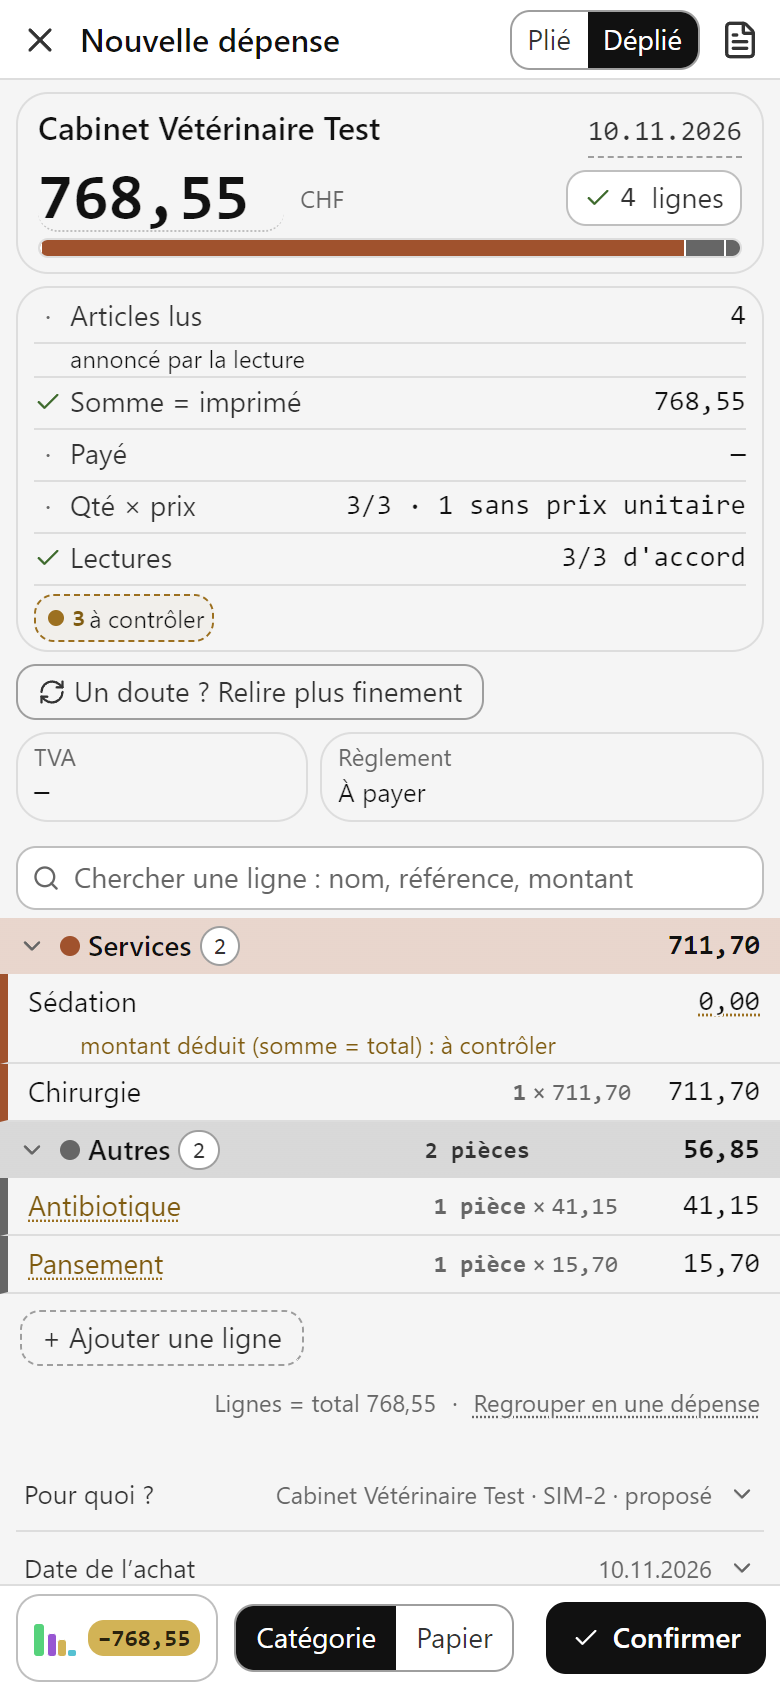 Nouvelle dépense
Plié Déplié
Cabinet Vétérinaire Test 10.11.2026
768,55 CHF 4 lignes
· Articles lus 4
annoncé par la lecture
Somme = imprimé 768,55
· Payé –
· Qté × prix 3/3 · 1 sans prix unitaire
Lectures 3/3 d'accord
3 à contrôler
Un doute ? Relire plus finement
TVA
–
Règlement
À payer
Chercher une ligne : nom, référence, montant
Services 2 711,70
Sédation 0,00
montant déduit (somme = total) : à contrôler
Chirurgie 1 × 711,70 711,70
Autres 2 2 pièces 56,85
Antibiotique 1 pièce × 41,15 41,15
Pansement 1 pièce × 15,70 15,70
+ Ajouter une ligne
Lignes = total 768,55 · Regrouper en une dépense
Pour quoi ? Cabinet Vétérinaire Test · SIM-2 · proposé
Date de l’achat 10.11.2026
−768,55 Catégorie Papier Confirmer